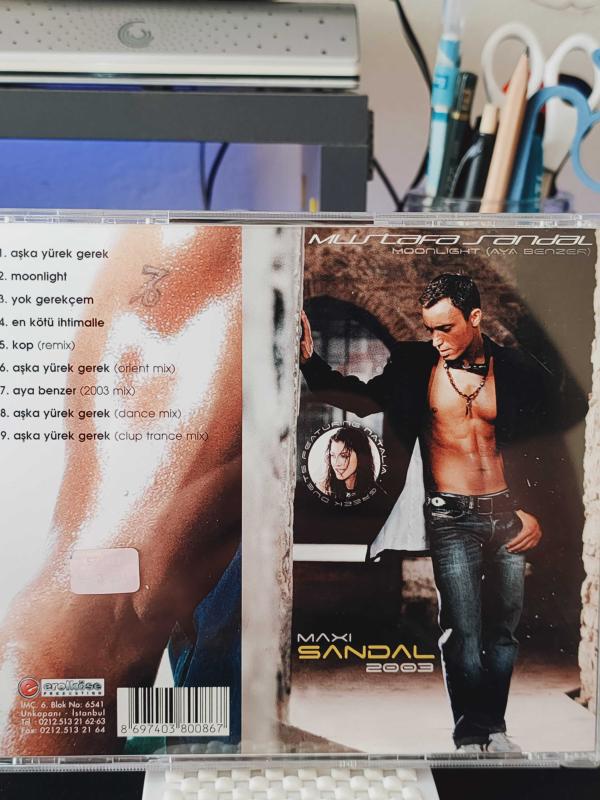 1. aşka yürek gerek
2. moonlight
3. yok gerekçem
4. en kötü ihtimalle
5. kop (remix)
6. aşka yürek gerek (orient mix)
7. aya benzer (2003 mix)
8. aşka yürek gerek (dance mix)
9. aşka yürek gerek (clup trance mix)
erolköse
PRODUCTION
İMÇ. 6. Blok No: 6541
Unkapanı - İstanbul
Tel : 0212.513 21 62-63
Fax: 0212.513 21 64
8 697403 800867
Mustafa Sandal
MOONLIGHT (AYA BENZER)
FEATURING NATALIA
GREEK DUETS
MAXI
SANDAL
2003